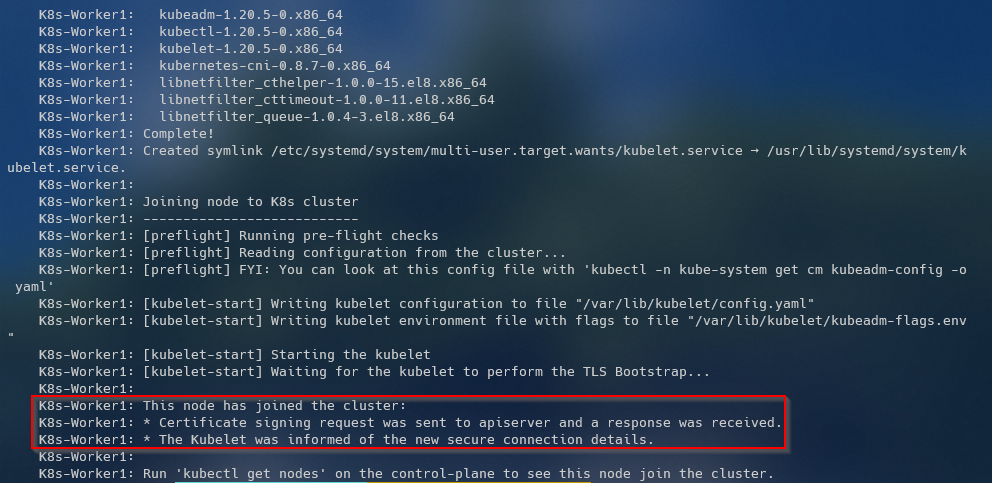 K8s-Worker1:   kubeadm-1.20.5-0.x86_64
K8s-Worker1:   kubectl-1.20.5-0.x86_64
K8s-Worker1:   kubelet-1.20.5-0.x86_64
K8s-Worker1:   kubernetes-cni-0.8.7-0.x86_64
K8s-Worker1:   libnetfilter_cthelper-1.0.0-15.el8.x86_64
K8s-Worker1:   libnetfilter_cttimeout-1.0.0-11.el8.x86_64
K8s-Worker1:   libnetfilter_queue-1.0.4-3.el8.x86_64
K8s-Worker1: Complete!
K8s-Worker1: Created symlink /etc/systemd/system/multi-user.target.wants/kubelet.service → /usr/lib/systemd/system/k
ubelet.service.
K8s-Worker1:
K8s-Worker1: Joining node to K8s cluster
K8s-Worker1: ---------------------------
K8s-Worker1: [preflight] Running pre-flight checks
K8s-Worker1: [preflight] Reading configuration from the cluster...
K8s-Worker1: [preflight] FYI: You can look at this config file with 'kubectl -n kube-system get cm kubeadm-config -o
yaml'
K8s-Worker1: [kubelet-start] Writing kubelet configuration to file "/var/lib/kubelet/config.yaml"
K8s-Worker1: [kubelet-start] Writing kubelet environment file with flags to file "/var/lib/kubelet/kubeadm-flags.env
"
K8s-Worker1: [kubelet-start] Starting the kubelet
K8s-Worker1: [kubelet-start] Waiting for the kubelet to perform the TLS Bootstrap...
K8s-Worker1:
K8s-Worker1: This node has joined the cluster:
K8s-Worker1: * Certificate signing request was sent to apiserver and a response was received.
K8s-Worker1: * The Kubelet was informed of the new secure connection details.
K8s-Worker1:
K8s-Worker1: Run 'kubectl get nodes' on the control-plane to see this node join the cluster.